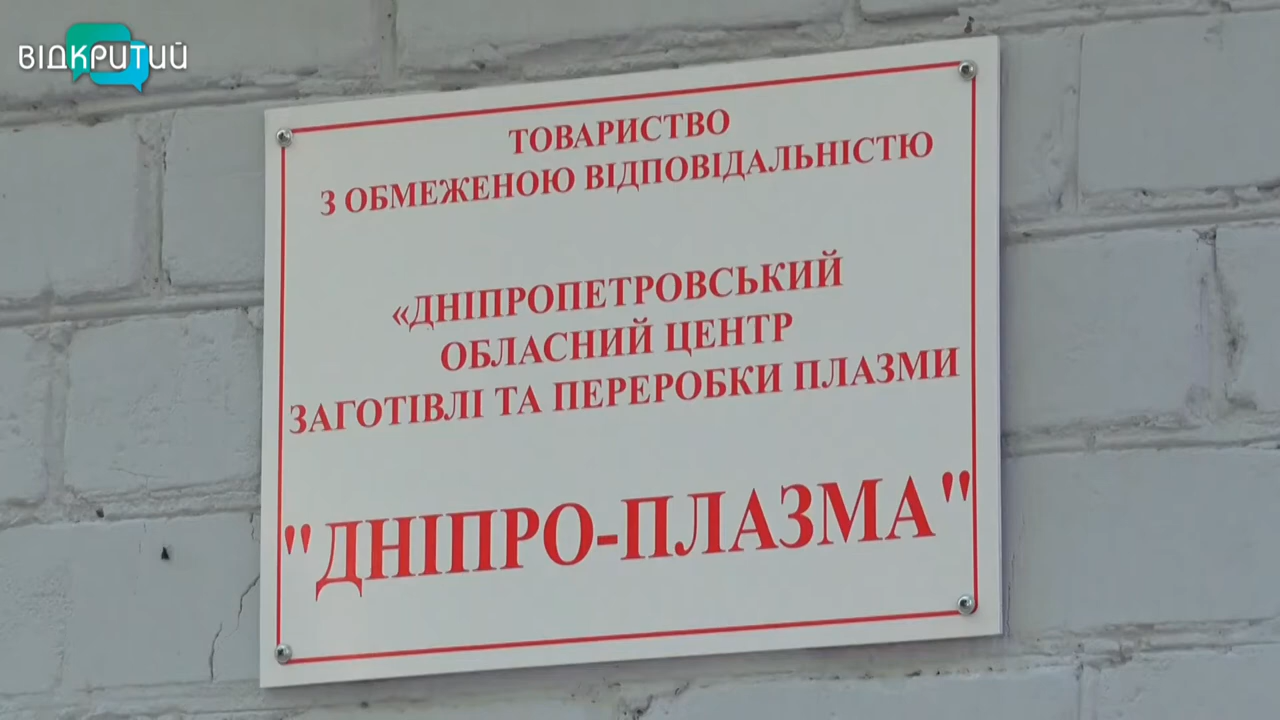 ВІДКРИТИЙ
ТОВАРИСТВО
З ОБМЕЖЕНОЮ ВІДПОВІДАЛЬНІСТЮ
«ДНІПРОПЕТРОВСЬКИЙ
ОБЛАСНИЙ ЦЕНТР
ЗАГОТІВЛІ ТА ПЕРЕРОБКИ ПЛАЗМИ
"ДНІПРО-ПЛАЗМА"